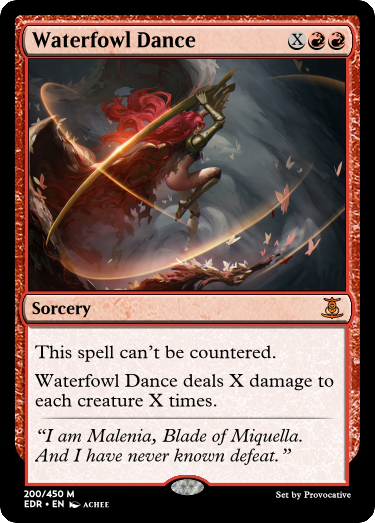 Waterfowl Dance XRR
Sorcery
This spell can't be countered.
Waterfowl Dance deals X damage to
each creature X times.
"I am Malenia, Blade of Miquella.
And I have never known defeat."
200/450 M
EDR • EN ACHEE
Set by Provocative